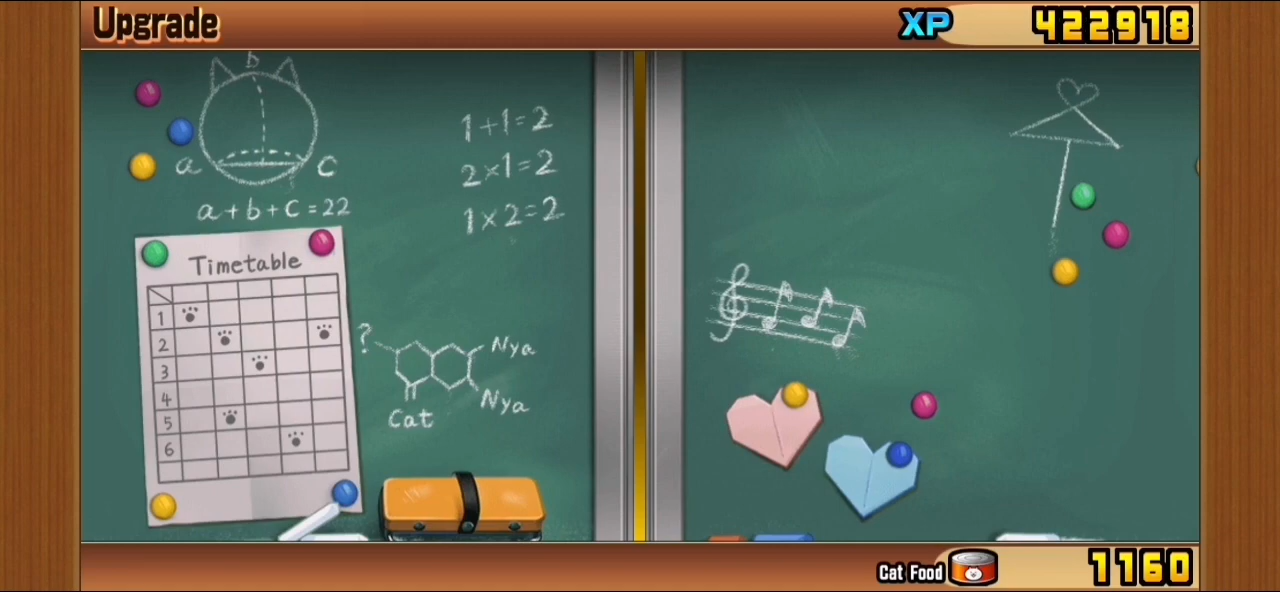 Upgrade
XP 422918
b
a C
a+b+C=22
1+1=2
2×1=2
1×2=2
Timetable
1
2
3
4
5
6
? Nya
Nya
Cat
Cat Food 1160